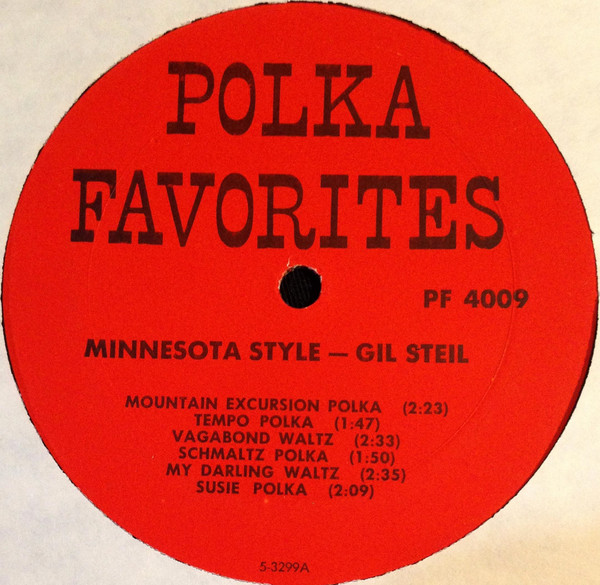 POLKA
FAVORITES
PF 4009
MINNESOTA STYLE — GIL STEIL
MOUNTAIN EXCURSION POLKA (2:23)
TEMPO POLKA (1:47)
VAGABOND WALTZ (2:33)
SCHMALTZ POLKA (1:50)
MY DARLING WALTZ (2:35)
SUSIE POLKA (2:09)
5-3299A